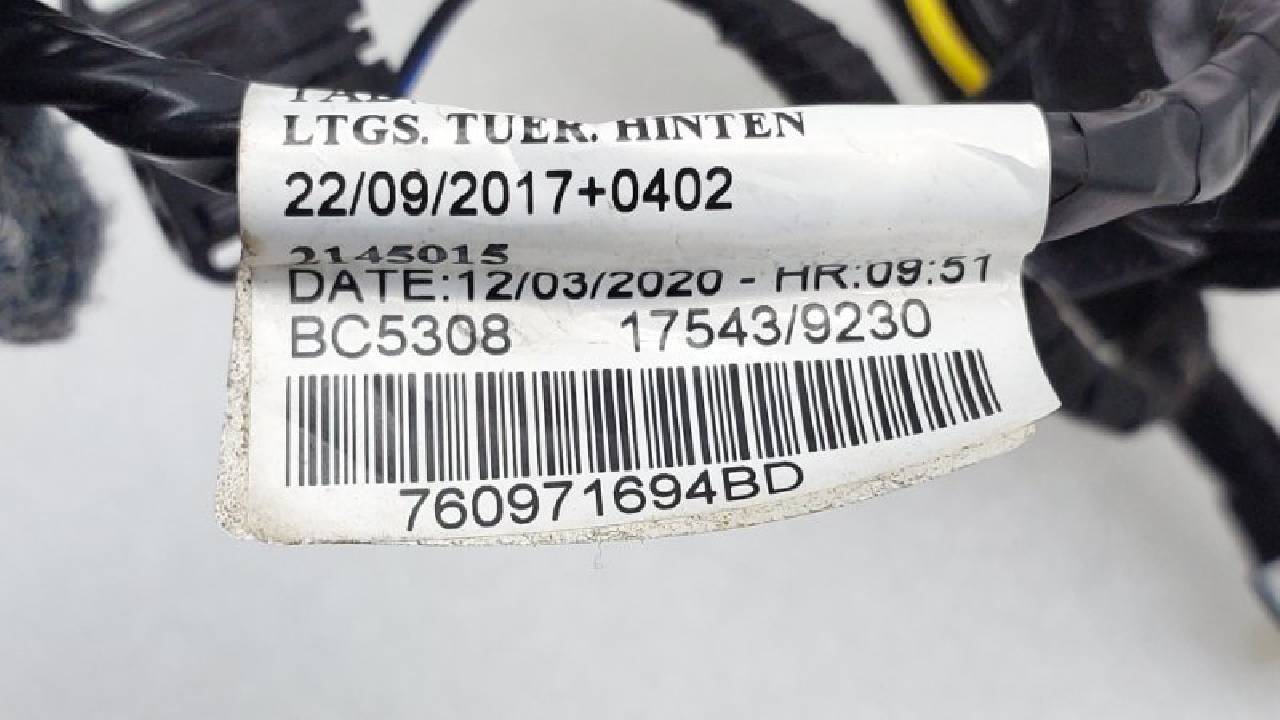 LTGS. TUER. HINTEN
22/09/2017+0402
2145015
DATE:12/03/2020 - HR:09:51
BC5308 17543/9230
760971694BD